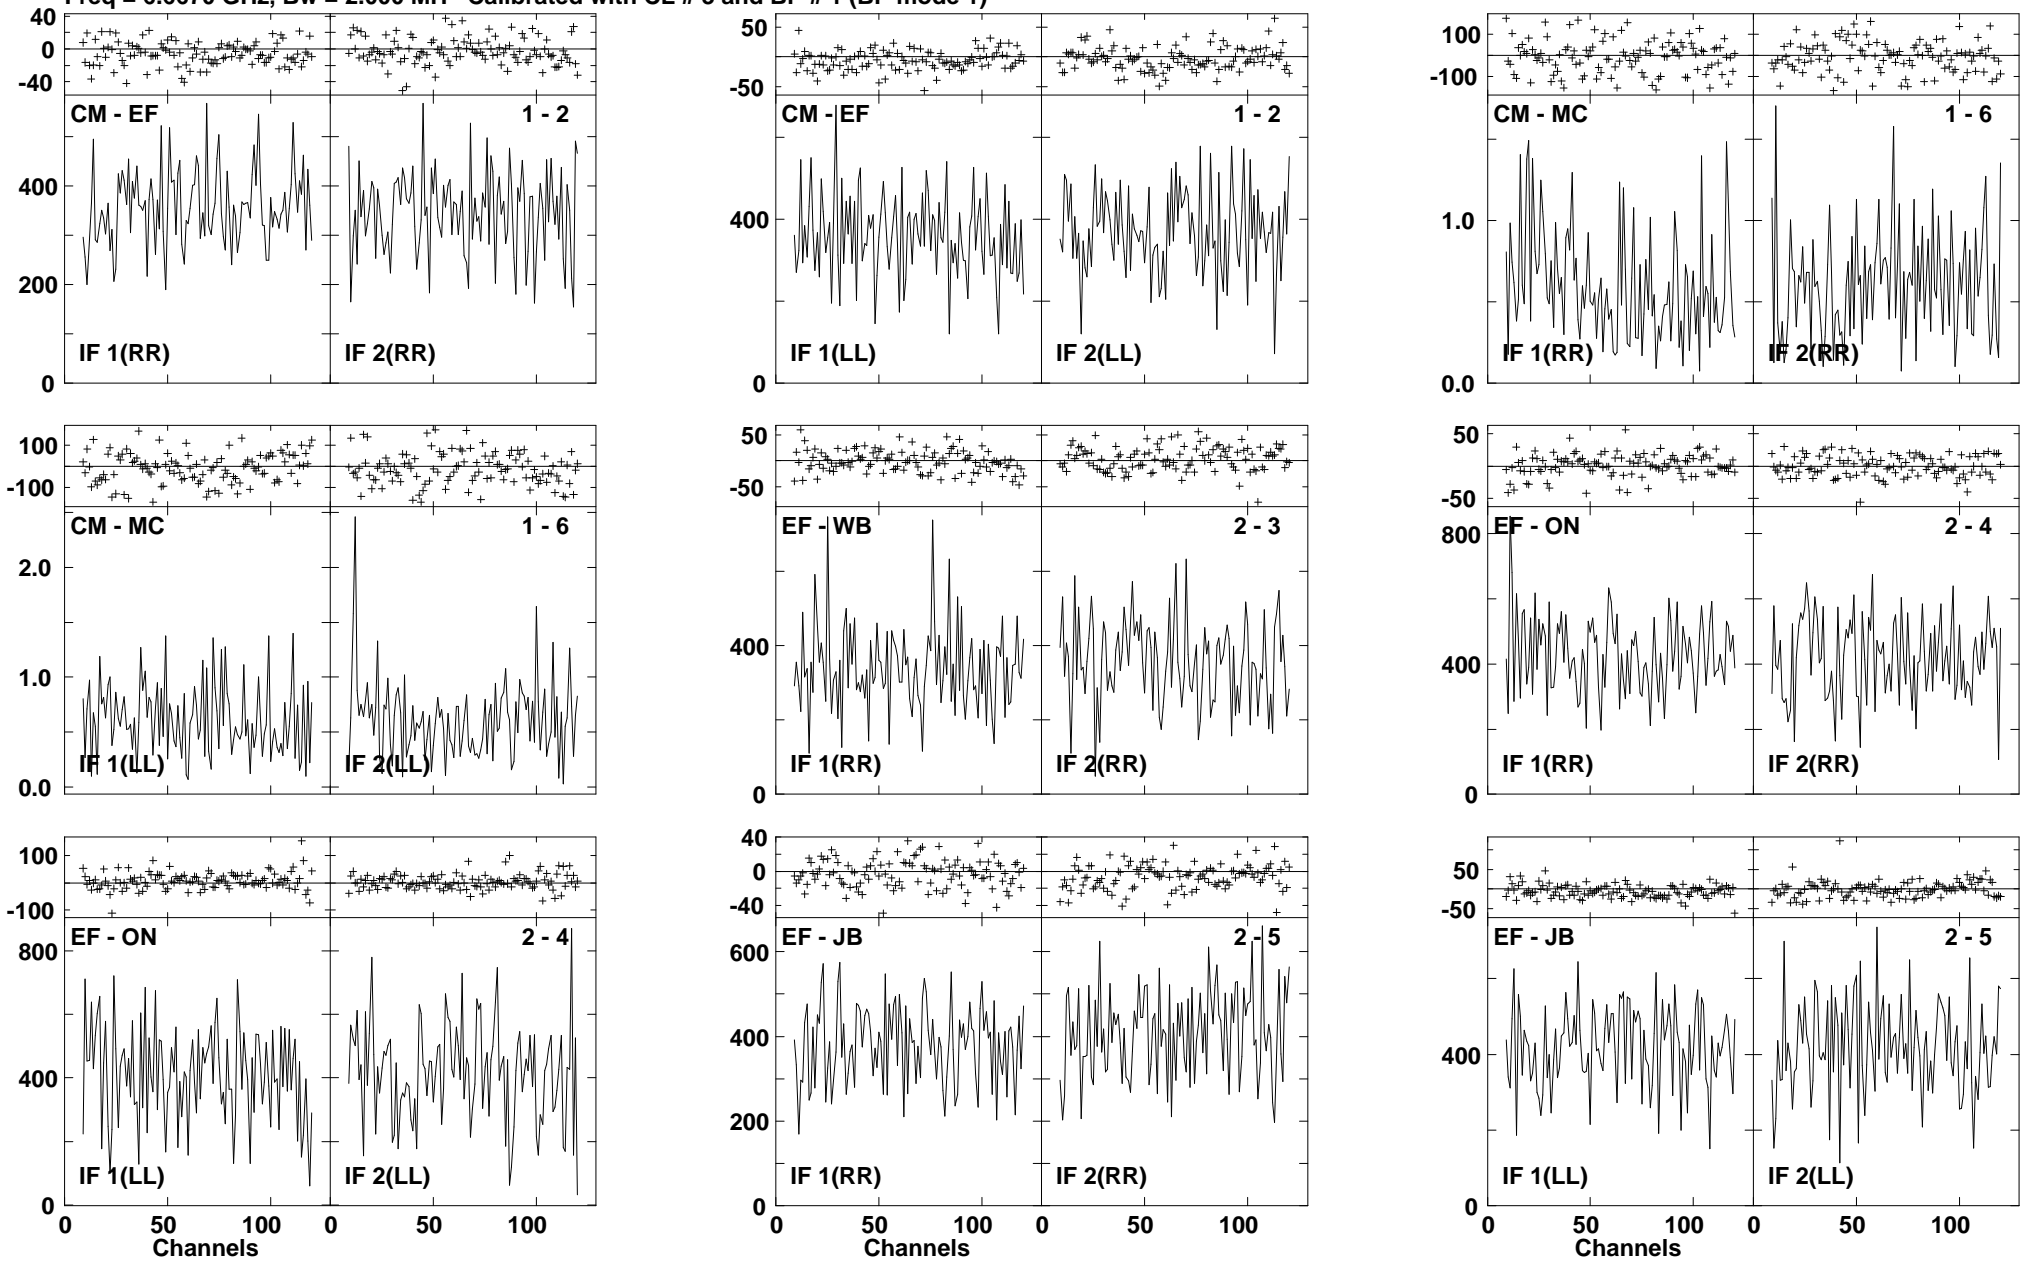 40
0
-40
CM - EF
1 - 2
400
200
0
IF 1(RR)
IF 2(RR)
50
-50
CM - EF
1 - 2
400
0
IF 1(LL)
IF 2(LL)
100
-100
CM - MC
1 - 6
1.0
0.0
IF 1(RR)
IF 2(RR)
100
-100
CM - MC
1 - 6
2.0
1.0
0.0
IF 1(LL)
IF 2(LL)
50
-50
EF - WB
2 - 3
400
0
IF 1(RR)
IF 2(RR)
50
-50
EF - ON
2 - 4
800
400
0
IF 1(RR)
IF 2(RR)
100
-100
EF - ON
2 - 4
800
400
0
IF 1(LL)
IF 2(LL)
0 50 100 0 50 100
Channels
40
0
-40
EF - JB
2 - 5
600
400
200
0
IF 1(RR)
IF 2(RR)
0 50 100 0 50 100
Channels
50
-50
EF - JB
2 - 5
400
0
IF 1(LL)
IF 2(LL)
0 50 100 0 50 100
Channels